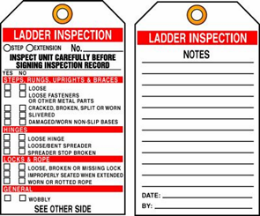 LADDER INSPECTION
STEP EXTENSION No.
INSPECT UNIT CAREFULLY BEFORE
SIGNING INSPECTION RECORD
YES NO
STEPS, RUNGS, UPRIGHTS & BRACES
LOOSE
LOOSE FASTENERS
OR OTHER METAL PARTS
CRACKED, BROKEN, SPLIT OR WORN
SLIVERED
DAMAGED/WORN NON-SLIP BASES
HINGES
LOOSE HINGE
LOOSE/BENT SPREADER
SPREADER STOP BROKEN
LOCKS & ROPE
LOOSE, BROKEN OR MISSING LOCK
IMPROPERLY SEATED WHEN EXTENDED
WORN OR ROTTED ROPE
GENERAL
WOBBLY
SEE OTHER SIDE
LADDER INSPECTION
NOTES
DATE:
BY: